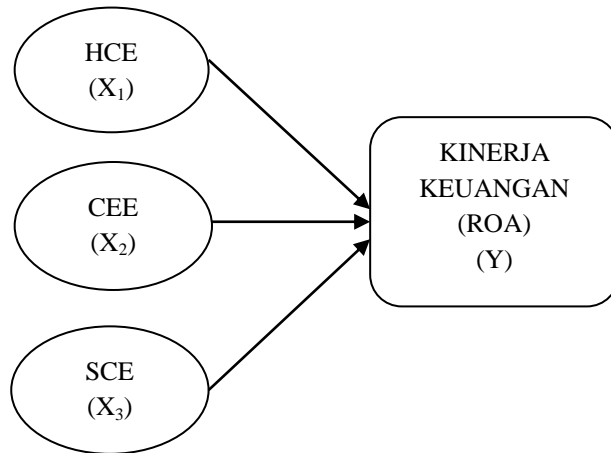 HCE
(X₁)
CEE
(X₂)
SCE
(X₃)
KINERJA
KEUANGAN
(ROA)
(Y)